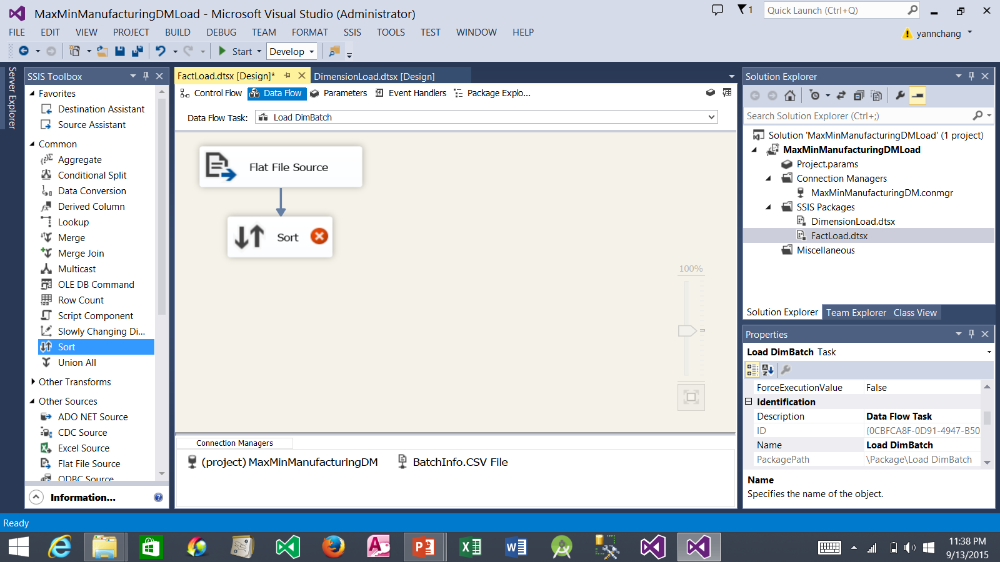 MaxMinManufacturingDMLoad - Microsoft Visual Studio (Administrator)
1
Quick Launch (Ctrl+Q)
FILE EDIT VIEW PROJECT BUILD DEBUG TEAM FORMAT SSIS TOOLS TEST WINDOW HELP
yannchang
Start
Develop
Server Explorer
SSIS Toolbox
Favorites
Destination Assistant
Source Assistant
Common
Aggregate
Conditional Split
Data Conversion
Derived Column
Lookup
Merge
Merge Join
Multicast
OLE DB Command
Row Count
Script Component
Slowly Changing Di...
Sort
Union All
Other Transforms
Other Sources
ADO NET Source
CDC Source
Excel Source
Flat File Source
ODBC Source
Information...
FactLoad.dtsx [Design]*
DimensionLoad.dtsx [Design]
Control Flow
Data Flow
Parameters
Event Handlers
Package Explo...
Data Flow Task:
Load DimBatch
Flat File Source
Sort
100%
Connection Managers
(project) MaxMinManufacturingDM
BatchInfo.CSV File
Solution Explorer
Search Solution Explorer (Ctrl+;)
Solution 'MaxMinManufacturingDMLoad' (1 project)
MaxMinManufacturingDMLoad
Project.params
Connection Managers
MaxMinManufacturingDM.conmgr
SSIS Packages
DimensionLoad.dtsx
FactLoad.dtsx
Miscellaneous
Solution Explorer
Team Explorer
Class View
Properties
Load DimBatch Task
ForceExecutionValue False
Identification
Description Data Flow Task
ID {0CBFCA8F-0D91-4947-B50
Name Load DimBatch
PackagePath \Package\Load DimBatch
Name
Specifies the name of the object.
Ready
11:38 PM
9/13/2015